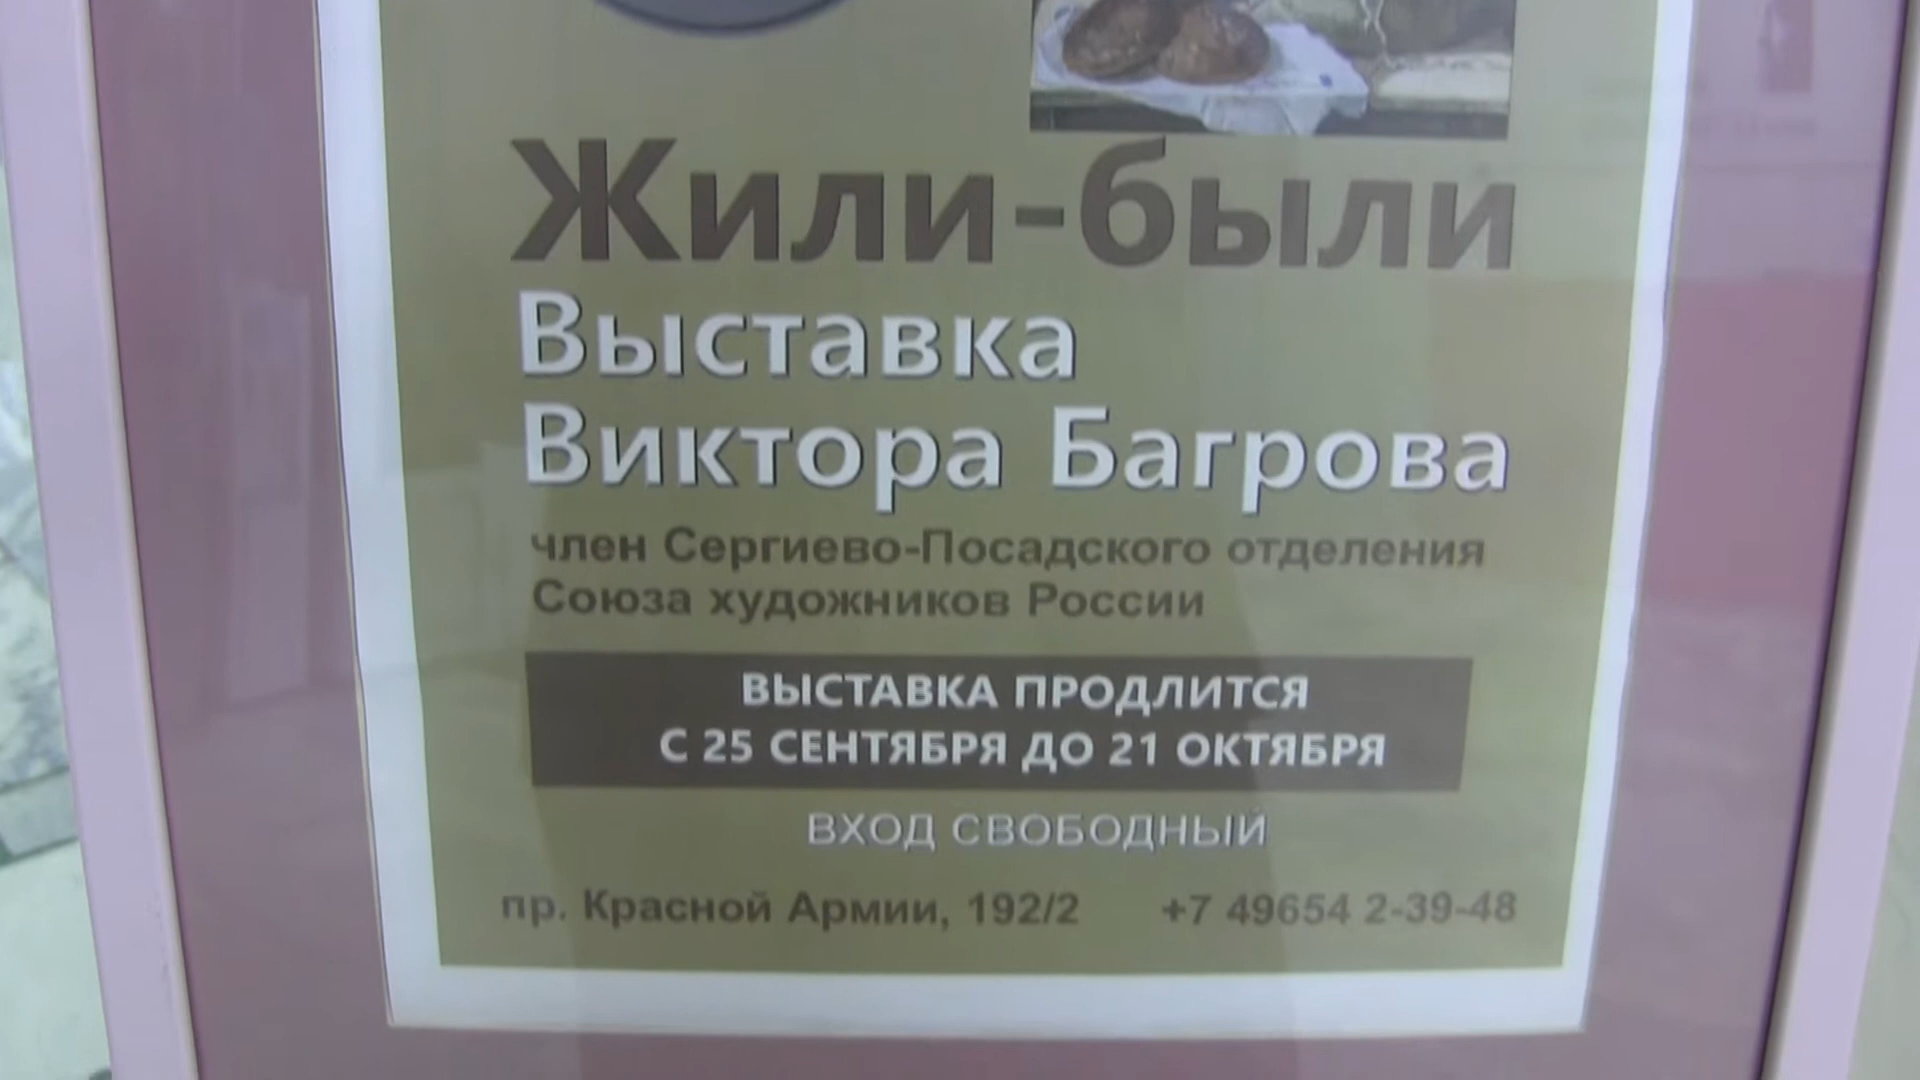 Жили-были
Выставка
Виктора Багрова
член Сергиево-Посадского отделения
Союза художников России
ВЫСТАВКА ПРОДЛИТСЯ
С 25 СЕНТЯБРЯ ДО 21 ОКТЯБРЯ
ВХОД СВОБОДНЫЙ
пр. Красной Армии, 192/2 +7 49654 2-39-48